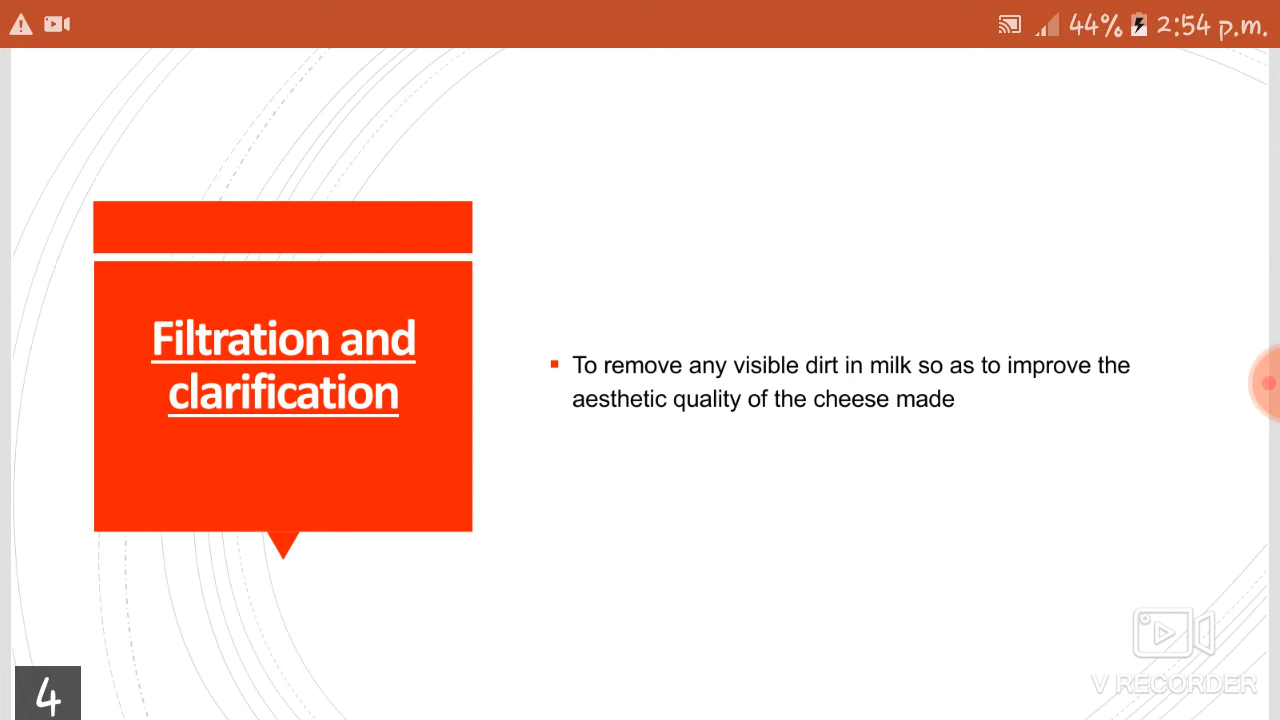 44% 2:54 p.m.
Filtration and
clarification
▪ To remove any visible dirt in milk so as to improve the
aesthetic quality of the cheese made
V RECORDER
4